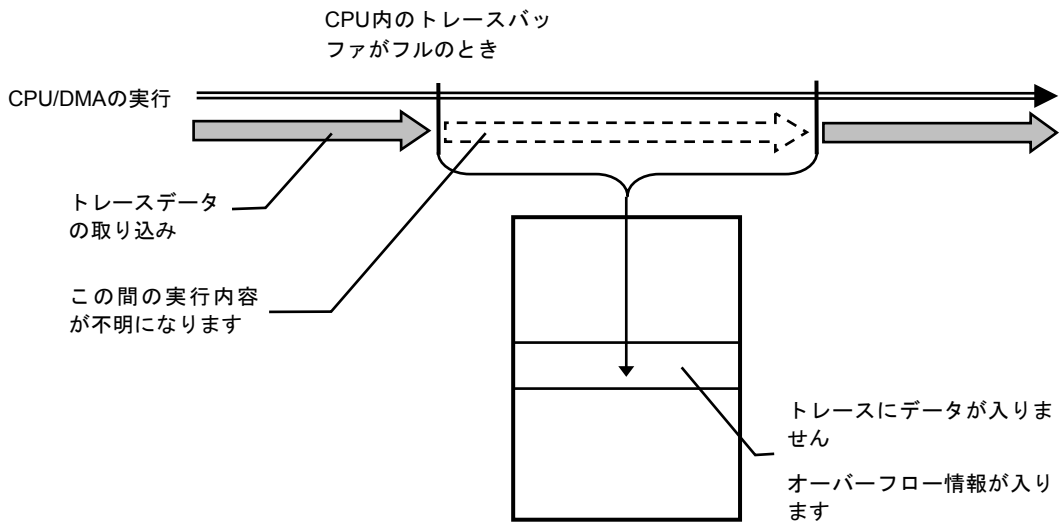 CPU内のトレースバッ
ファがフルのとき
CPU/DMAの実行
トレースデータ
の取り込み
この間の実行内容
が不明になります
トレースにデータが入りま
せん
オーバーフロー情報が入り
ます